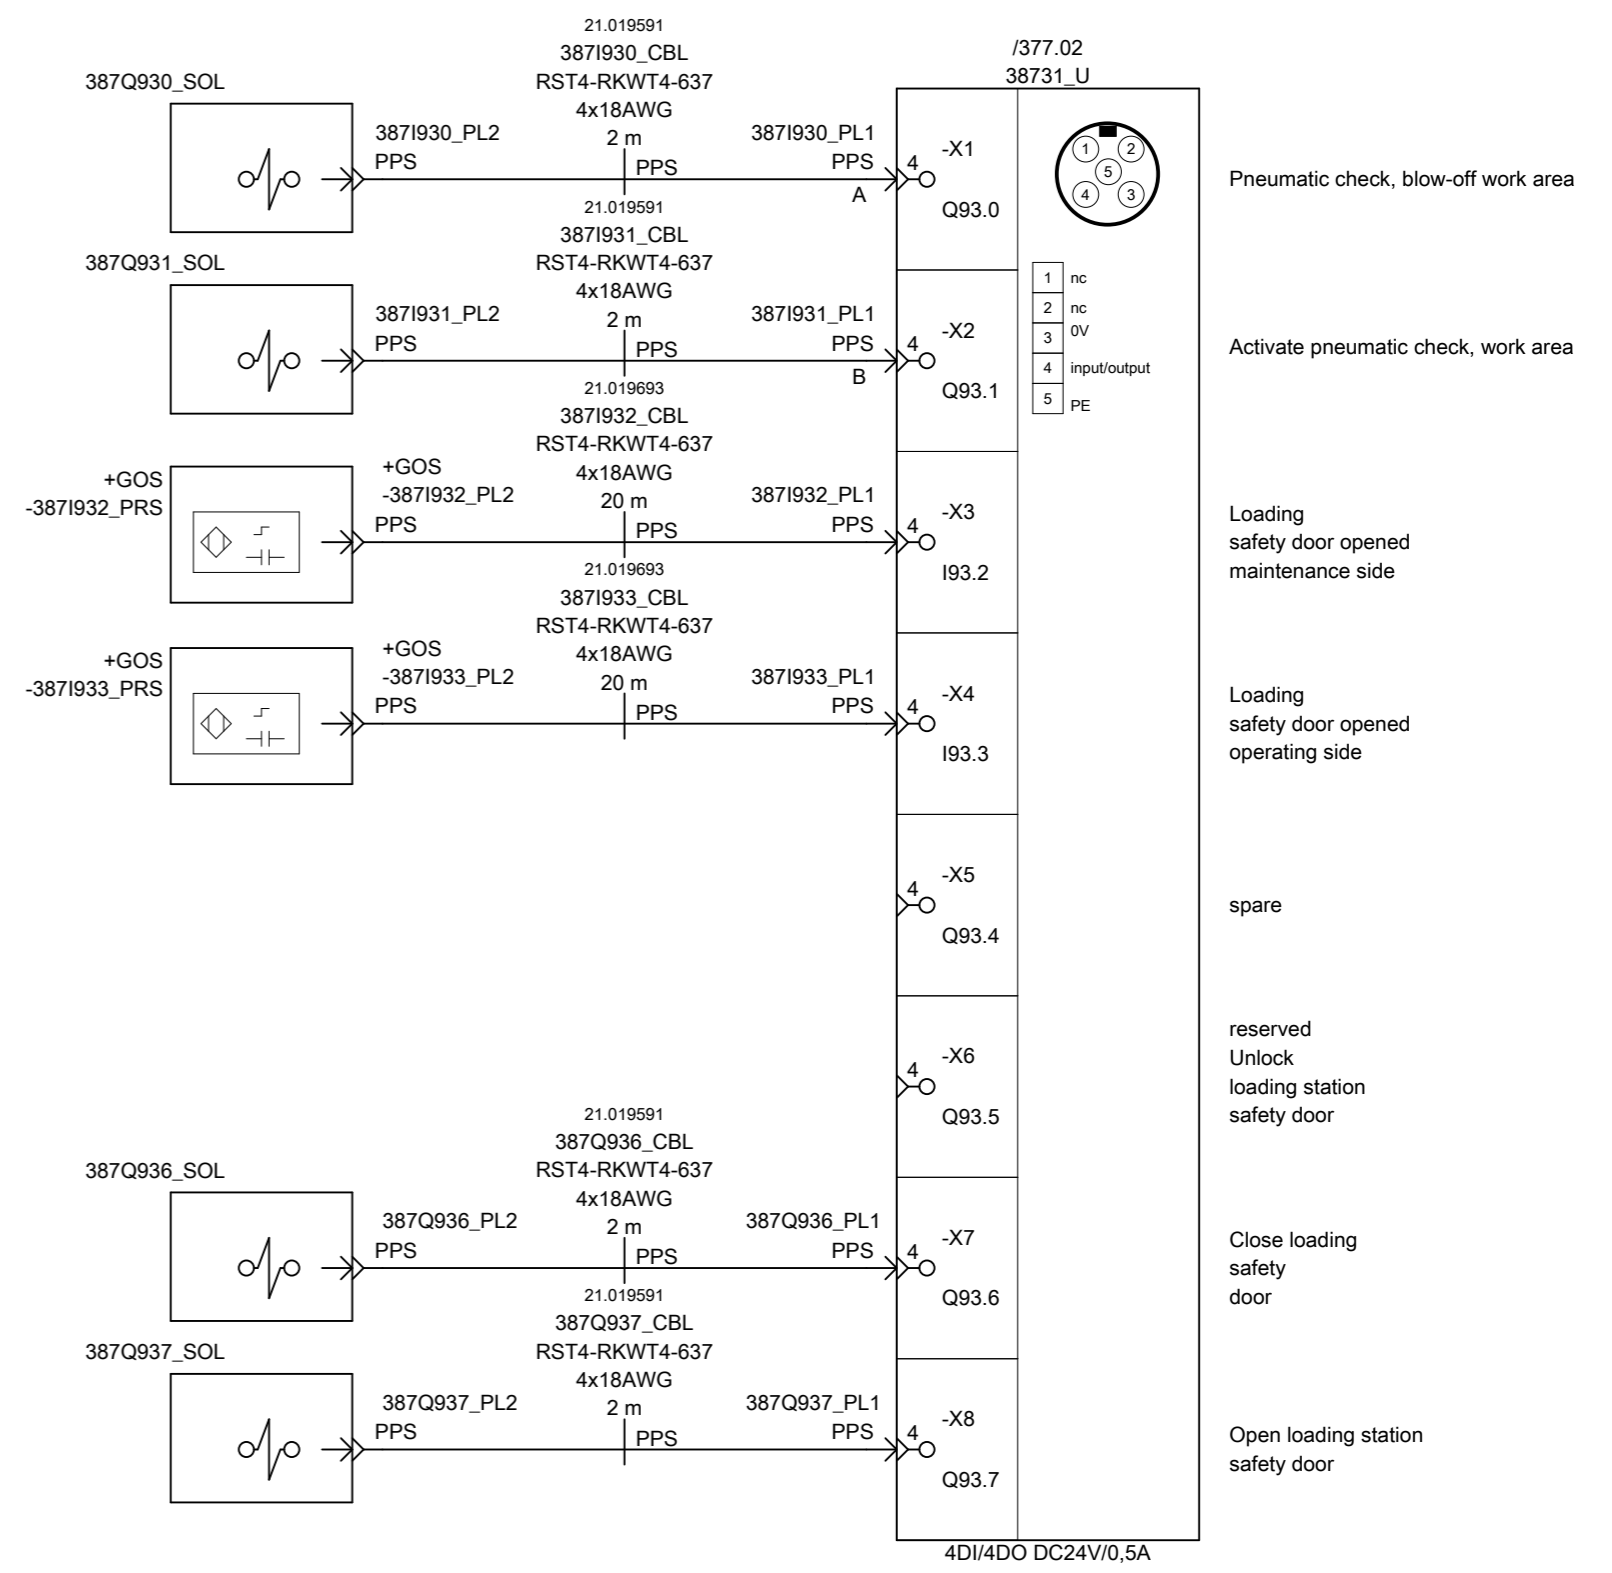 21.019591
387I930_CBL
RST4-RKWT4-637
4x18AWG
2 m
/377.02
38731_U
387Q930_SOL
387I930_PL2
PPS
PPS
387I930_PL1
PPS
A
4
-X1
Q93.0
1
2
5
4
3
Pneumatic check, blow-off work area
21.019591
387I931_CBL
RST4-RKWT4-637
4x18AWG
2 m
387Q931_SOL
387I931_PL2
PPS
PPS
387I931_PL1
PPS
B
4
-X2
Q93.1
1 nc
2 nc
3 0V
4 input/output
5 PE
Activate pneumatic check, work area
21.019693
387I932_CBL
RST4-RKWT4-637
4x18AWG
20 m
+GOS
-387I932_PRS
+GOS
-387I932_PL2
PPS
PPS
387I932_PL1
PPS
4
-X3
I93.2
Loading
safety door opened
maintenance side
21.019693
387I933_CBL
RST4-RKWT4-637
4x18AWG
20 m
+GOS
-387I933_PRS
+GOS
-387I933_PL2
PPS
PPS
387I933_PL1
PPS
4
-X4
I93.3
Loading
safety door opened
operating side
4
-X5
Q93.4
spare
4
-X6
Q93.5
reserved
Unlock
loading station
safety door
21.019591
387Q936_CBL
RST4-RKWT4-637
4x18AWG
2 m
387Q936_SOL
387Q936_PL2
PPS
PPS
387Q936_PL1
PPS
4
-X7
Q93.6
Close loading
safety
door
21.019591
387Q937_CBL
RST4-RKWT4-637
4x18AWG
2 m
387Q937_SOL
387Q937_PL2
PPS
PPS
387Q937_PL1
PPS
4
-X8
Q93.7
Open loading station
safety door
4DI/4DO DC24V/0,5A